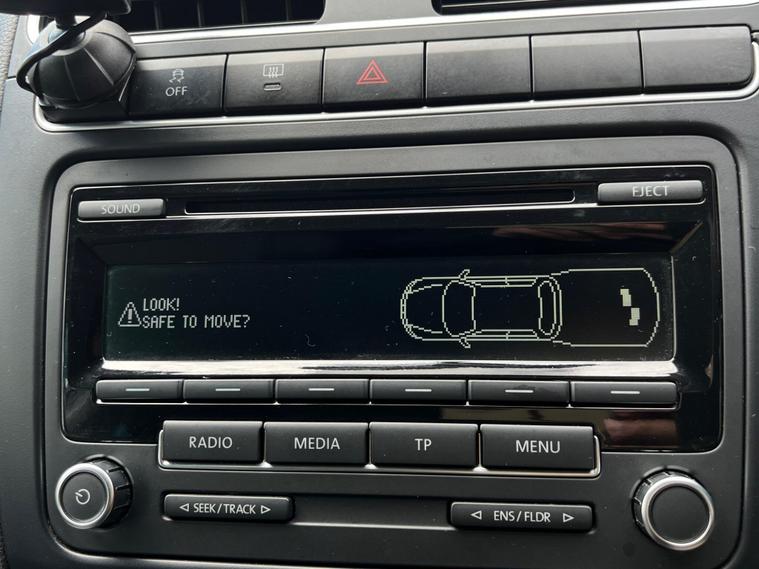 OFF
SOUND
EJECT
LOOK!
SAFE TO MOVE?
RADIO
MEDIA
TP
MENU
SEEK/TRACK
ENS/FLDR